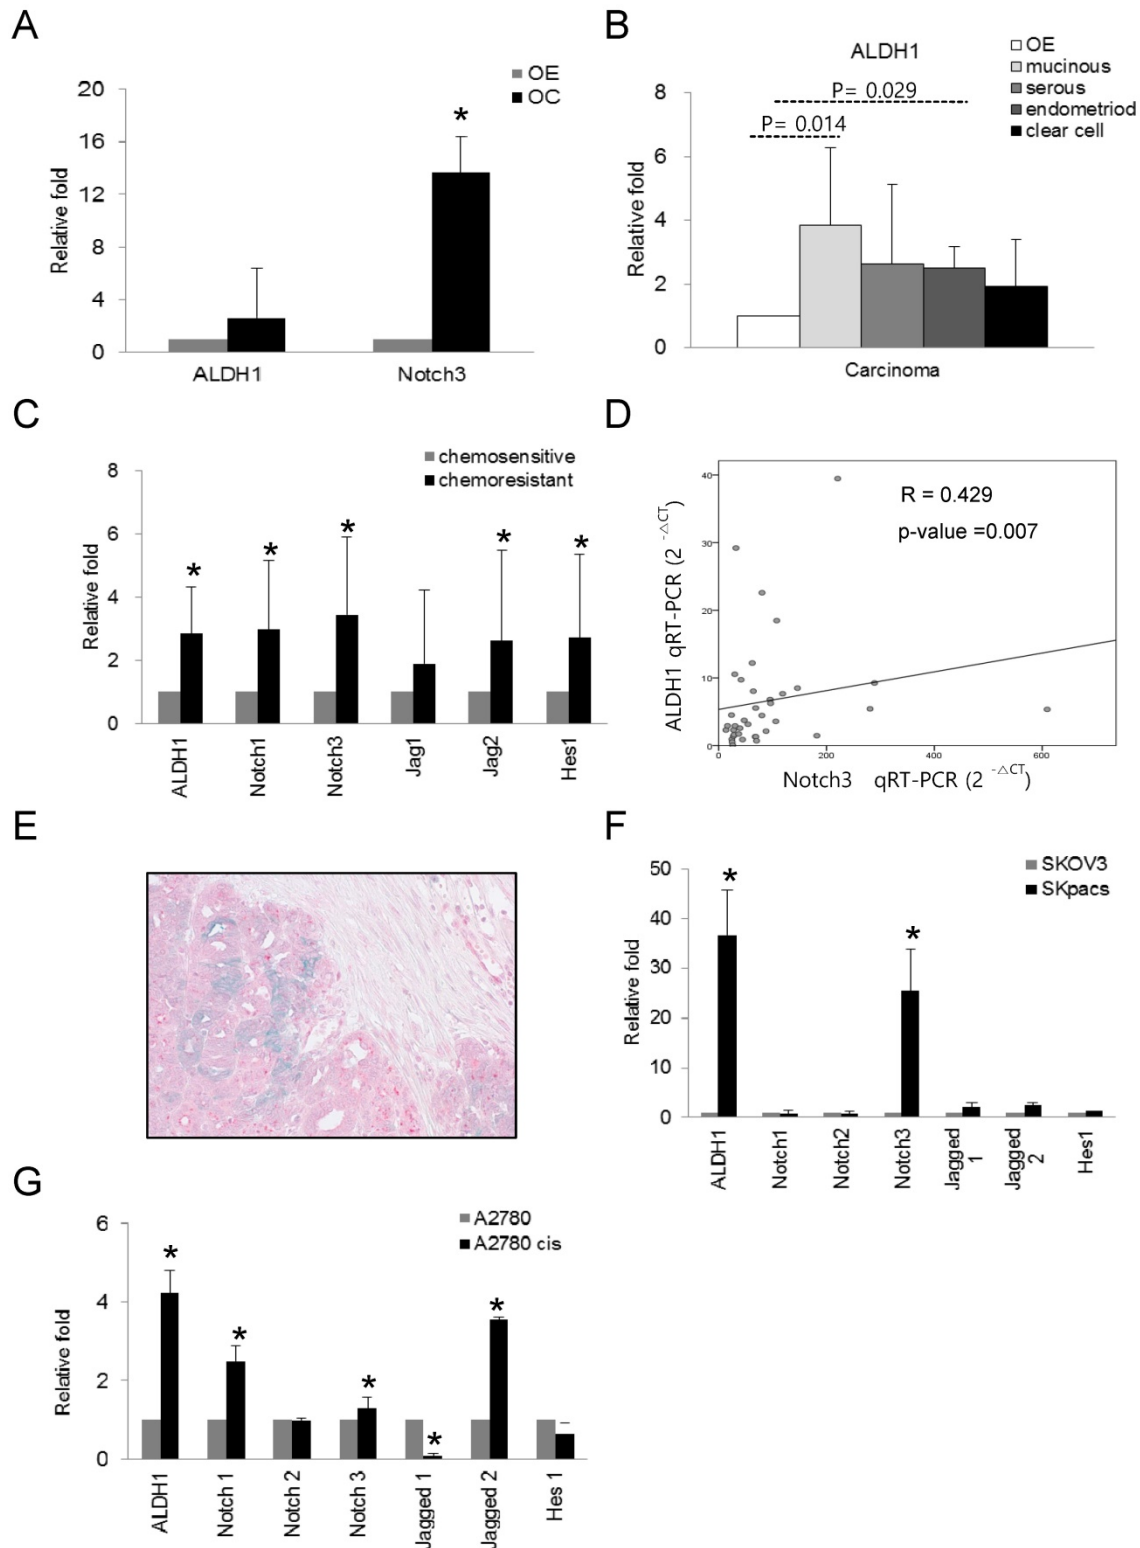 A
OE
OC
20
16
12
8
4
0
Relative fold
*
ALDH1
Notch3
B
ALDH1
OE
mucinous
serous
endometriod
clear cell
8
6
4
2
0
Relative fold
P= 0.029
P= 0.014
Carcinoma
C
chemosensitive
chemoresistant
8
6
4
2
0
Relative fold
* * * * *
ALDH1
Notch1
Notch3
Jag1
Jag2
Hes1
D
R = 0.429
p-value =0.007
40
30
20
10
0
ALDH1 qRT-PCR (2 -△CT)
0 200 400 600
Notch3 qRT-PCR (2 -△CT)
E
F
SKOV3
SKpacs
50
40
30
20
10
0
Relative fold
* *
ALDH1
Notch1
Notch2
Notch3
Jagged
1
Jagged
2
Hes1
G
A2780
A2780 cis
6
4
2
0
Relative fold
* * * * *
ALDH1
Notch 1
Notch 2
Notch 3
Jagged 1
Jagged 2
Hes 1